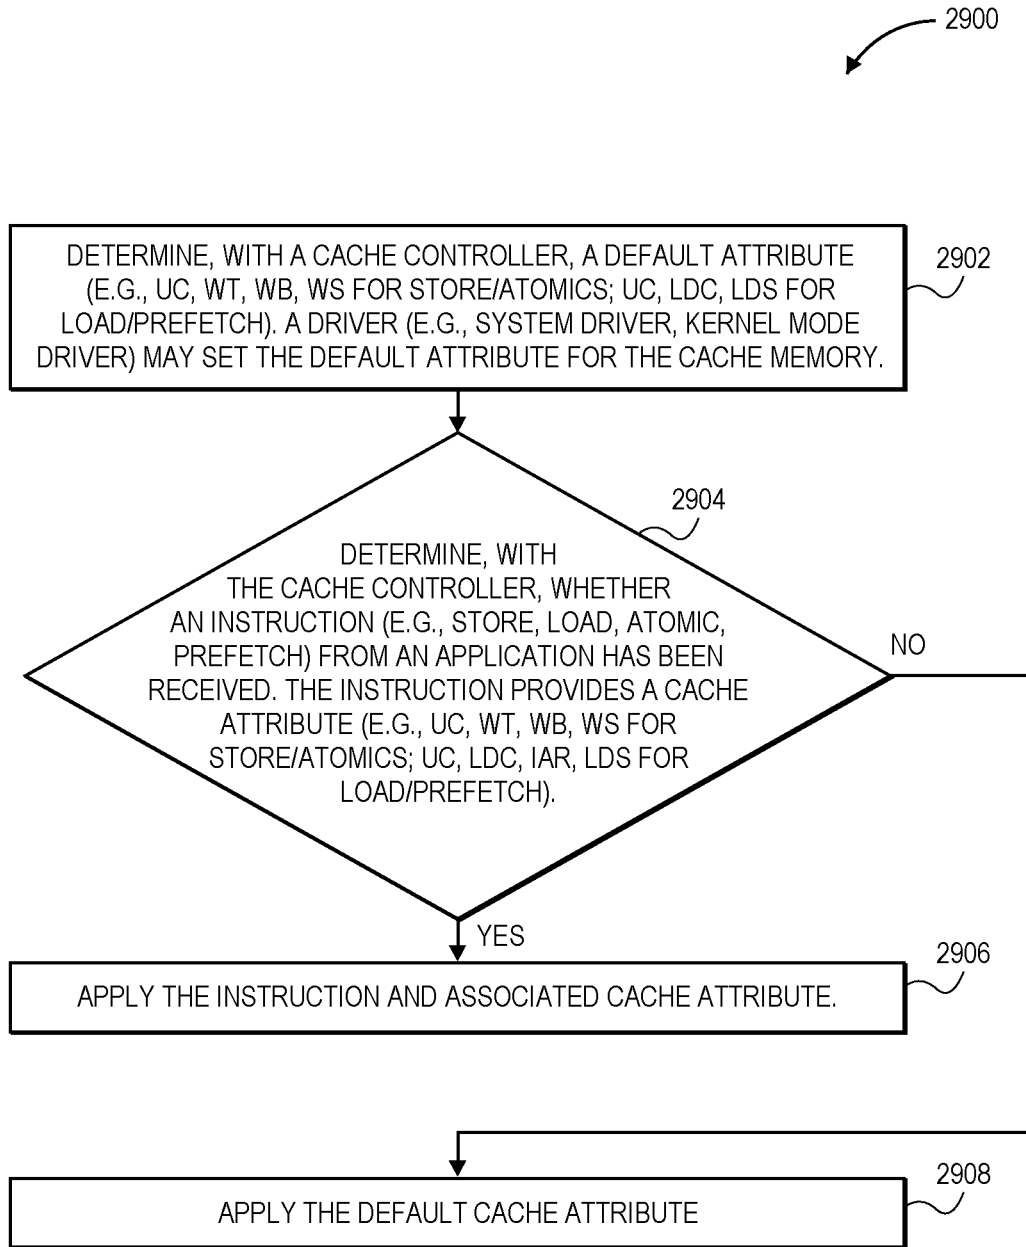 2900
DETERMINE, WITH A CACHE CONTROLLER, A DEFAULT ATTRIBUTE
(E.G., UC, WT, WB, WS FOR STORE/ATOMICS; UC, LDC, LDS FOR
LOAD/PREFETCH). A DRIVER (E.G., SYSTEM DRIVER, KERNEL MODE
DRIVER) MAY SET THE DEFAULT ATTRIBUTE FOR THE CACHE MEMORY.
2902
2904
DETERMINE, WITH
THE CACHE CONTROLLER, WHETHER
AN INSTRUCTION (E.G., STORE, LOAD, ATOMIC,
PREFETCH) FROM AN APPLICATION HAS BEEN
RECEIVED. THE INSTRUCTION PROVIDES A CACHE
ATTRIBUTE (E.G., UC, WT, WB, WS FOR
STORE/ATOMICS; UC, LDC, IAR, LDS FOR
LOAD/PREFETCH).
NO
YES
2906
APPLY THE INSTRUCTION AND ASSOCIATED CACHE ATTRIBUTE.
2908
APPLY THE DEFAULT CACHE ATTRIBUTE